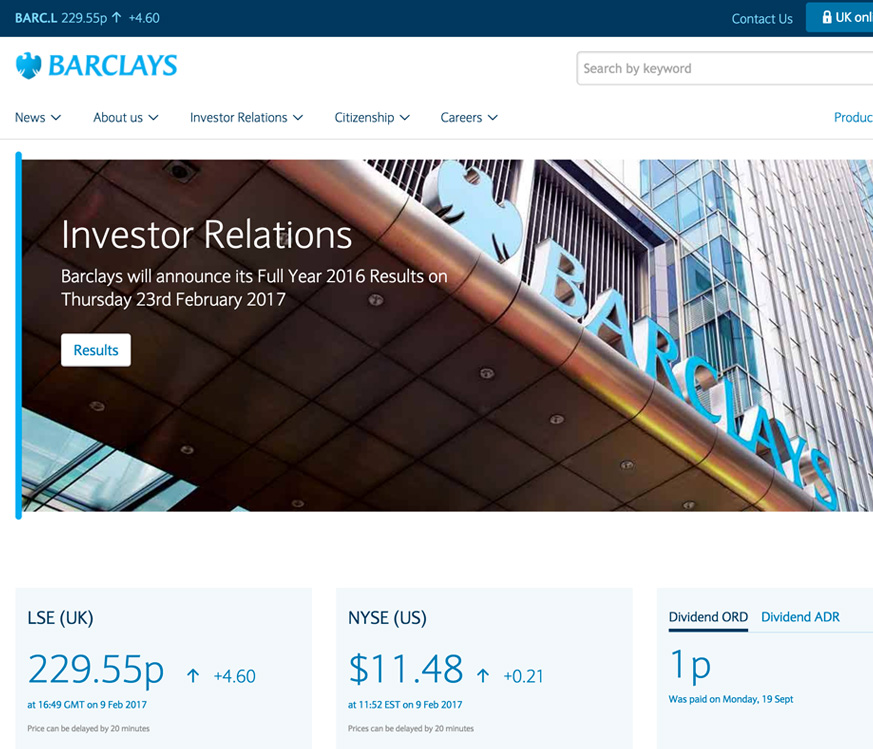 BARC.L 229.55p ↑ +4.60
Contact Us
UK onl
BARCLAYS
Search by keyword
News
About us
Investor Relations
Citizenship
Careers
Produc
Investor Relations
Barclays will announce its Full Year 2016 Results on
Thursday 23rd February 2017
Results
BARCLAYS
LSE (UK)
229.55p ↑ +4.60
at 16:49 GMT on 9 Feb 2017
Price can be delayed by 20 minutes
NYSE (US)
$11.48 ↑ +0.21
at 11:52 EST on 9 Feb 2017
Prices can be delayed by 20 minutes
Dividend ORD
Dividend ADR
1p
Was paid on Monday, 19 Sept